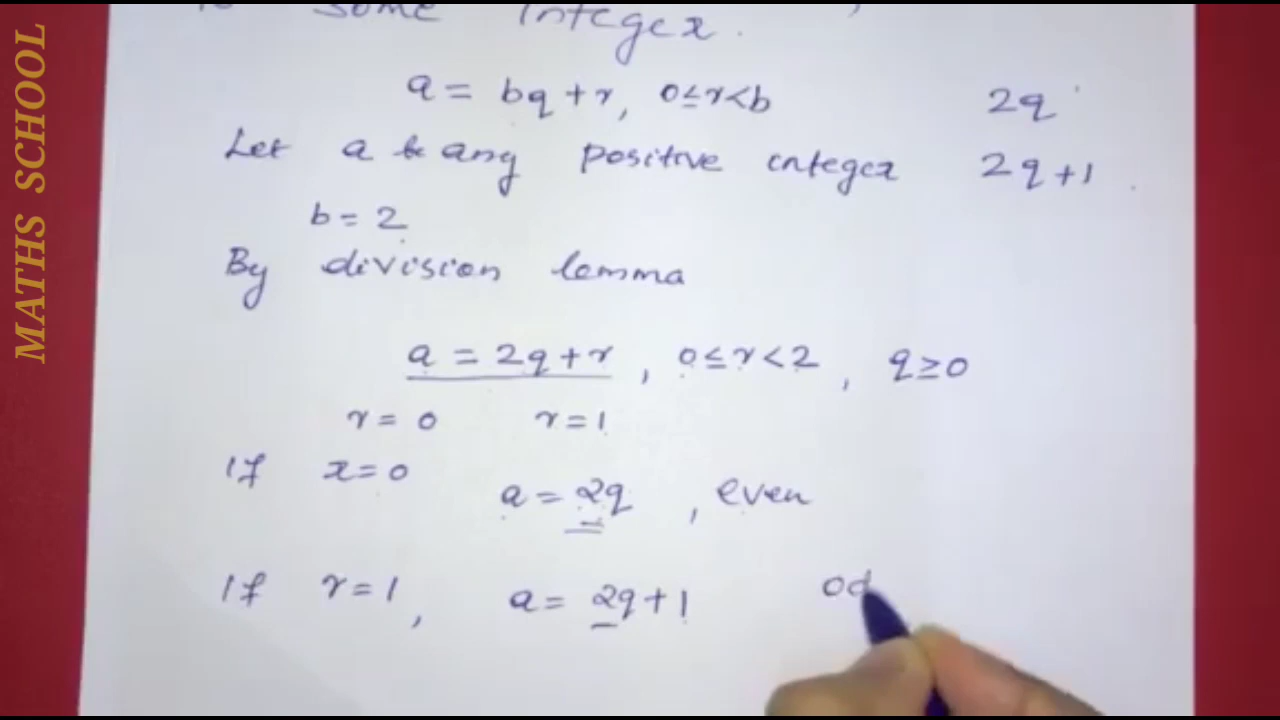 MATHS SCHOOL
some integer.
a = bq + r, 0 ≤ r < b 2q
Let a be any positive integer 2q + 1
b = 2
By division lemma
a = 2q + r, 0 ≤ r < 2, q ≥ 0
r = 0 r = 1
If r = 0
a = 2q, even
If r = 1, a = 2q + 1 od